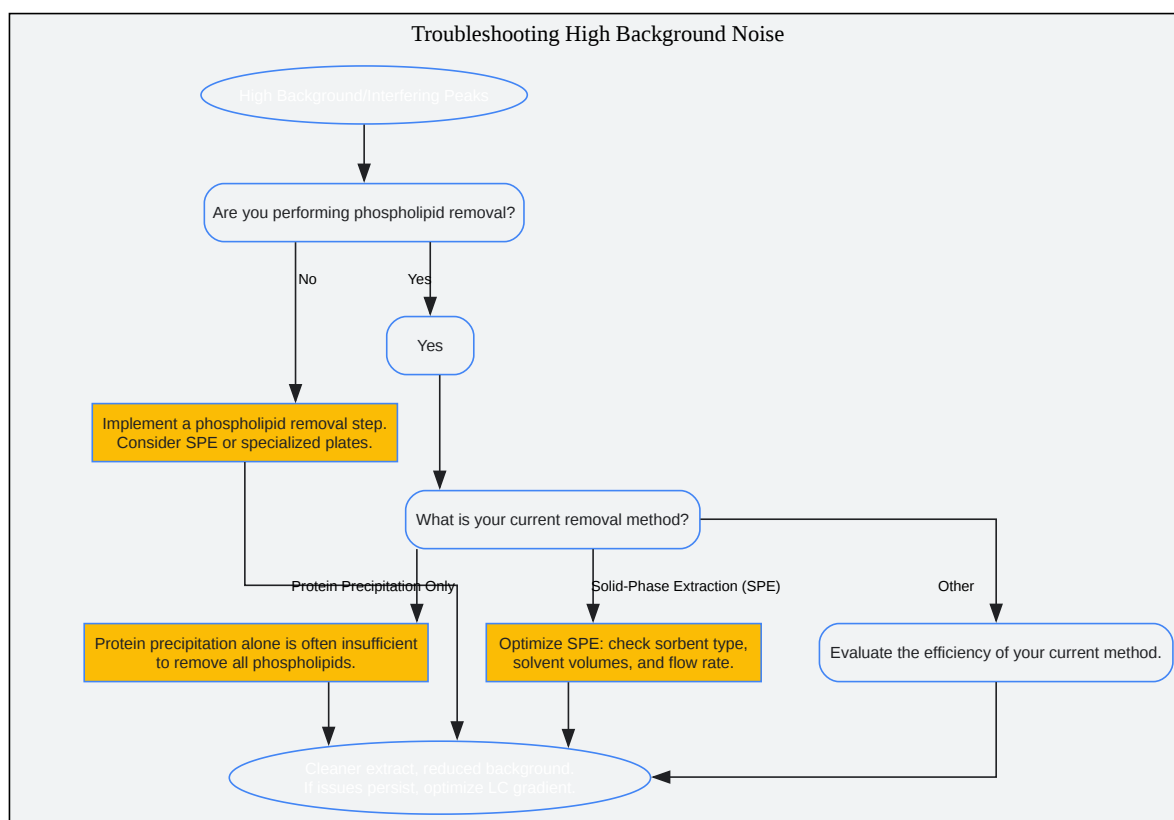 Troubleshooting High Background Noise
High Background/Interfering Peaks
Are you performing phospholipid removal?
No
Yes
Yes
Implement a phospholipid removal step.
Consider SPE or specialized plates.
What is your current removal method?
Protein Precipitation Only
Solid-Phase Extraction (SPE)
Other
Protein precipitation alone is often insufficient
to remove all phospholipids.
Optimize SPE: check sorbent type,
solvent volumes, and flow rate.
Evaluate the efficiency of your current method.
Cleaner extract, reduced background.
If issues persist, optimize LC gradient.